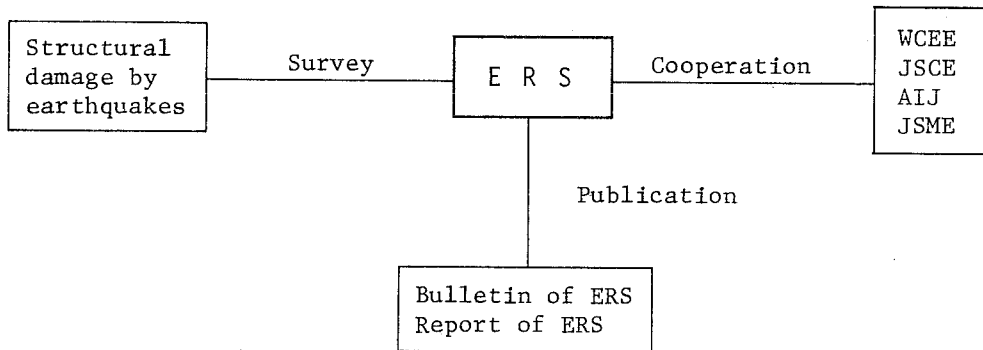 Structural
damage by
earthquakes
Survey
E R S
Cooperation
WCEE
JSCE
AIJ
JSME
Publication
Bulletin of ERS
Report of ERS